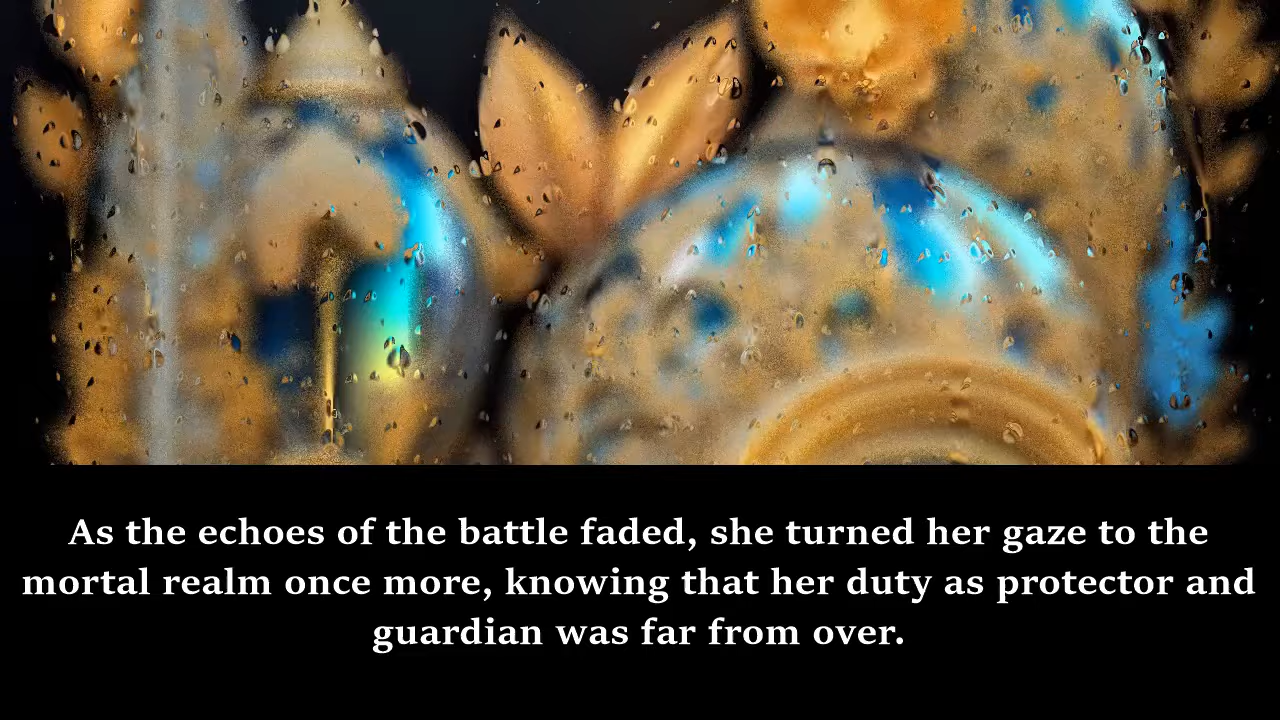 As the echoes of the battle faded, she turned her gaze to the
mortal realm once more, knowing that her duty as protector and
guardian was far from over.